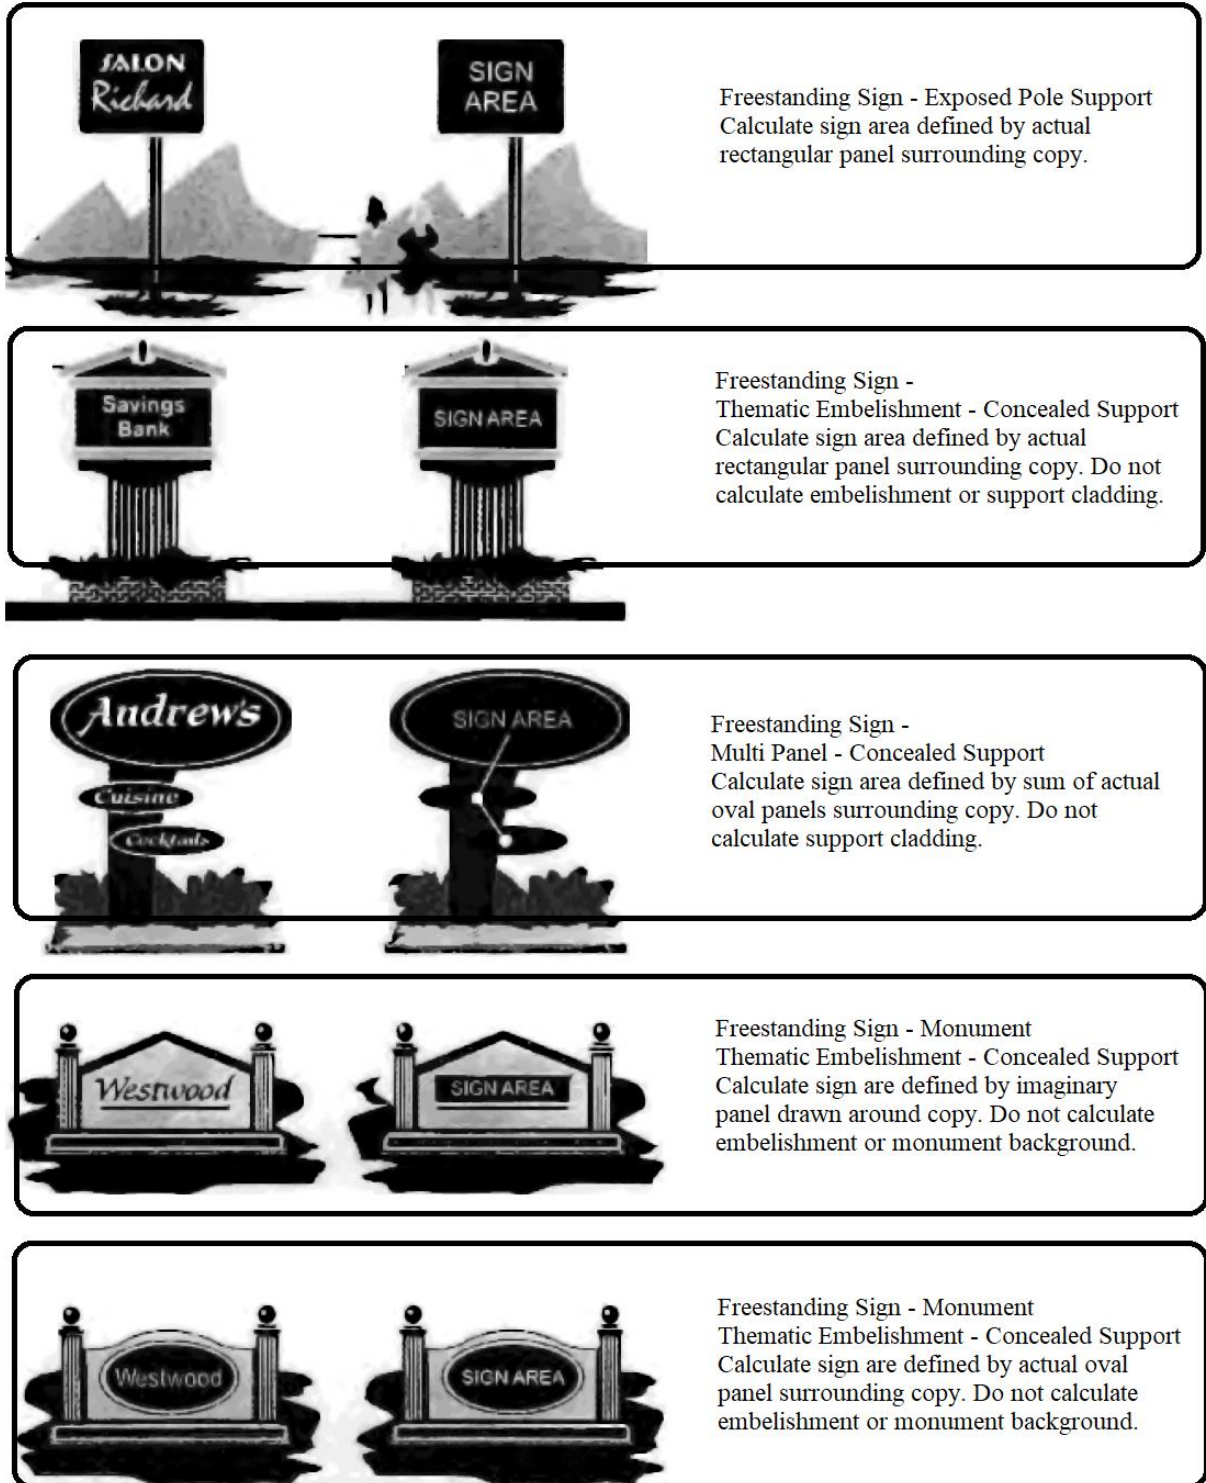 SALON
Richard
SIGN
AREA
Freestanding Sign - Exposed Pole Support
Calculate sign area defined by actual
rectangular panel surrounding copy.
Savings
Bank
SIGN AREA
Freestanding Sign -
Thematic Embelishment - Concealed Support
Calculate sign area defined by actual
rectangular panel surrounding copy. Do not
calculate embelishment or support cladding.
Andrew's
Cuisine
Cocktails
SIGN AREA
Freestanding Sign -
Multi Panel - Concealed Support
Calculate sign area defined by sum of actual
oval panels surrounding copy. Do not
calculate support cladding.
Westwood
SIGN AREA
Freestanding Sign - Monument
Thematic Embelishment - Concealed Support
Calculate sign are defined by imaginary
panel drawn around copy. Do not calculate
embelishment or monument background.
Westwood
SIGN AREA
Freestanding Sign - Monument
Thematic Embelishment - Concealed Support
Calculate sign are defined by actual oval
panel surrounding copy. Do not calculate
embelishment or monument background.